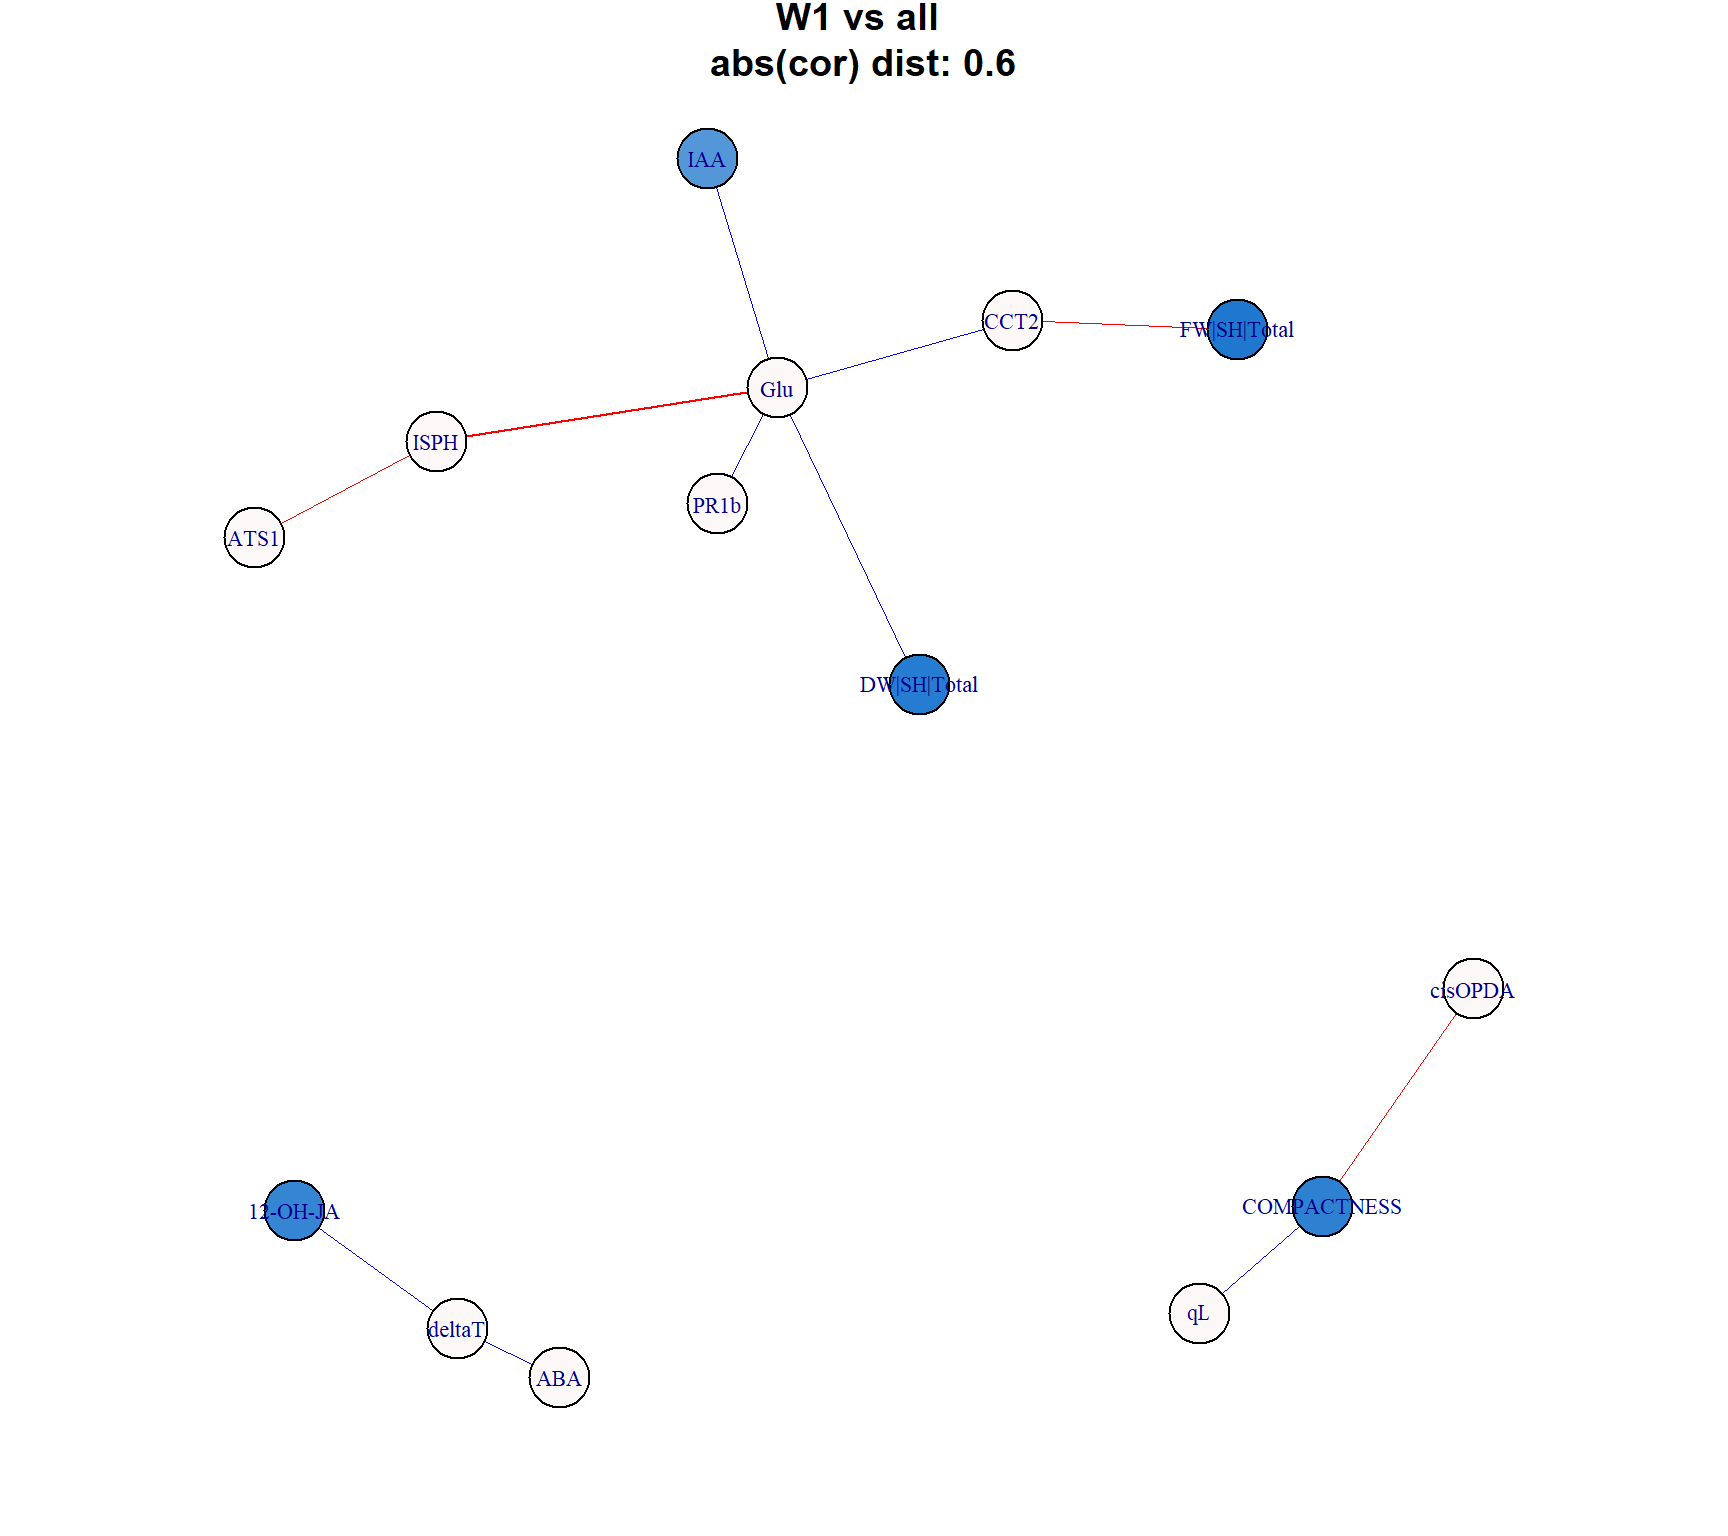 W1 vs all
abs(cor) dist: 0.6
IAA
CCT2
FW|SH|Total
Glu
ISPH
PR1b
ATS1
DW|SH|Total
cisOPDA
12-OH-JA
COMPACTNESS
qL
deltaT
ABA